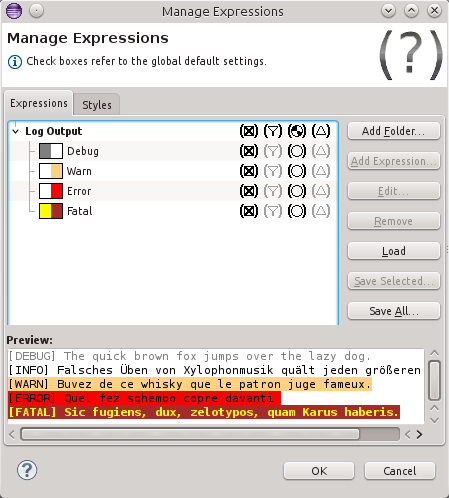 Manage Expressions
Manage Expressions
Check boxes refer to the global default settings.
(?)
Expressions
Styles
Log Output
Debug
Warn
Error
Fatal
Add Folder...
Add Expression...
Edit...
Remove
Load
Save Selected...
Save All...
Preview:
[DEBUG] The quick brown fox jumps over the lazy dog.
[INFO] Falsches Üben von Xylophonmusik quält jeden größeren
[WARN] Buvez de ce whisky que le patron juge fameux.
[ERROR] Quel fez sghembo copre davanti.
[FATAL] Sic fugiens, dux, zelotypos, quam Karus haberis.
?
OK
Cancel